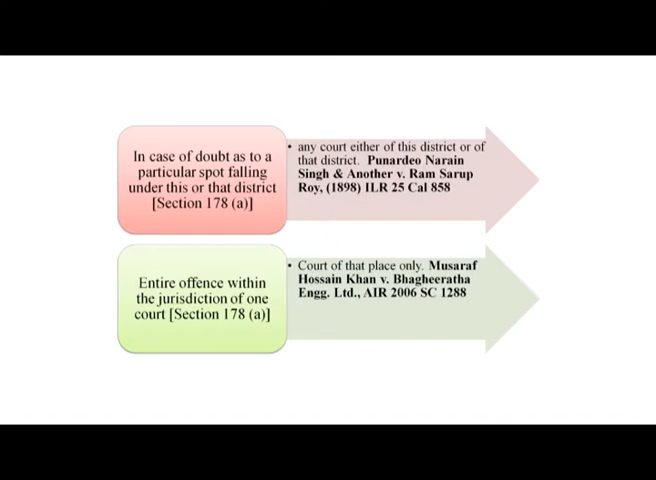 In case of doubt as to a
particular spot falling
under this or that district
[Section 178 (a)]
• any court either of this district or of
that district. Punardeo Narain
Singh & Another v. Ram Sarup
Roy, (1898) ILR 25 Cal 858
Entire offence within
the jurisdiction of one
court [Section 178 (a)]
• Court of that place only. Musaraf
Hossain Khan v. Bhagheeratha
Engg. Ltd., AIR 2006 SC 1288